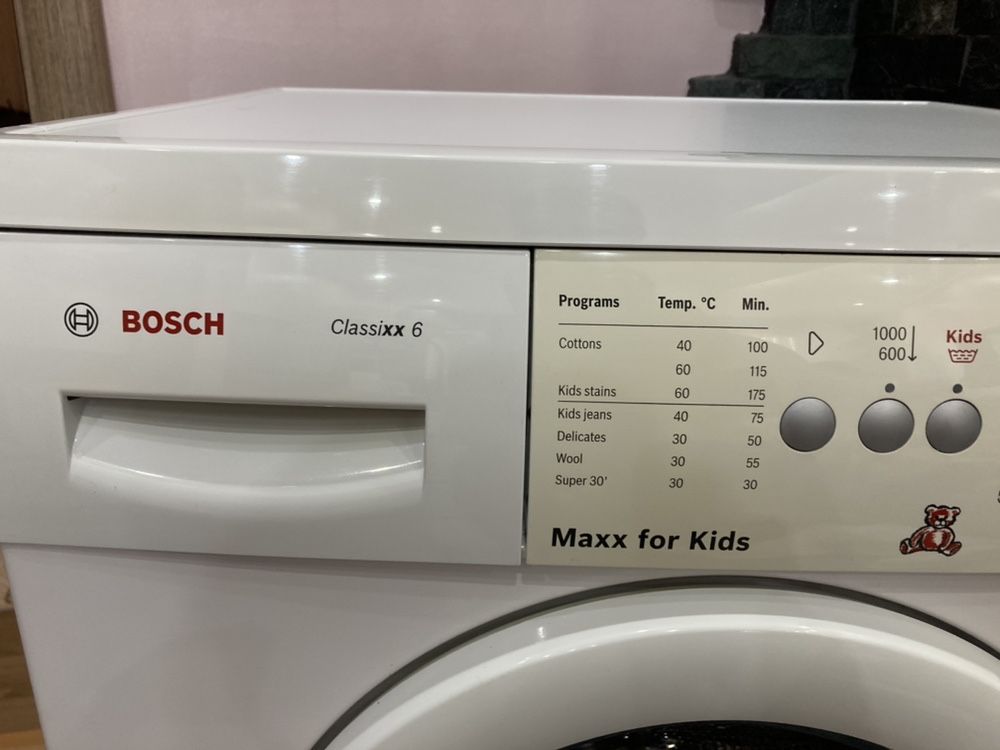 BOSCH
Classixx 6
Programs Temp. °C Min.
Cottons 40 100
60 115
Kids stains 60 175
Kids jeans 40 75
Delicates 30 50
Wool 30 55
Super 30' 30 30
Maxx for Kids
1000
600
Kids